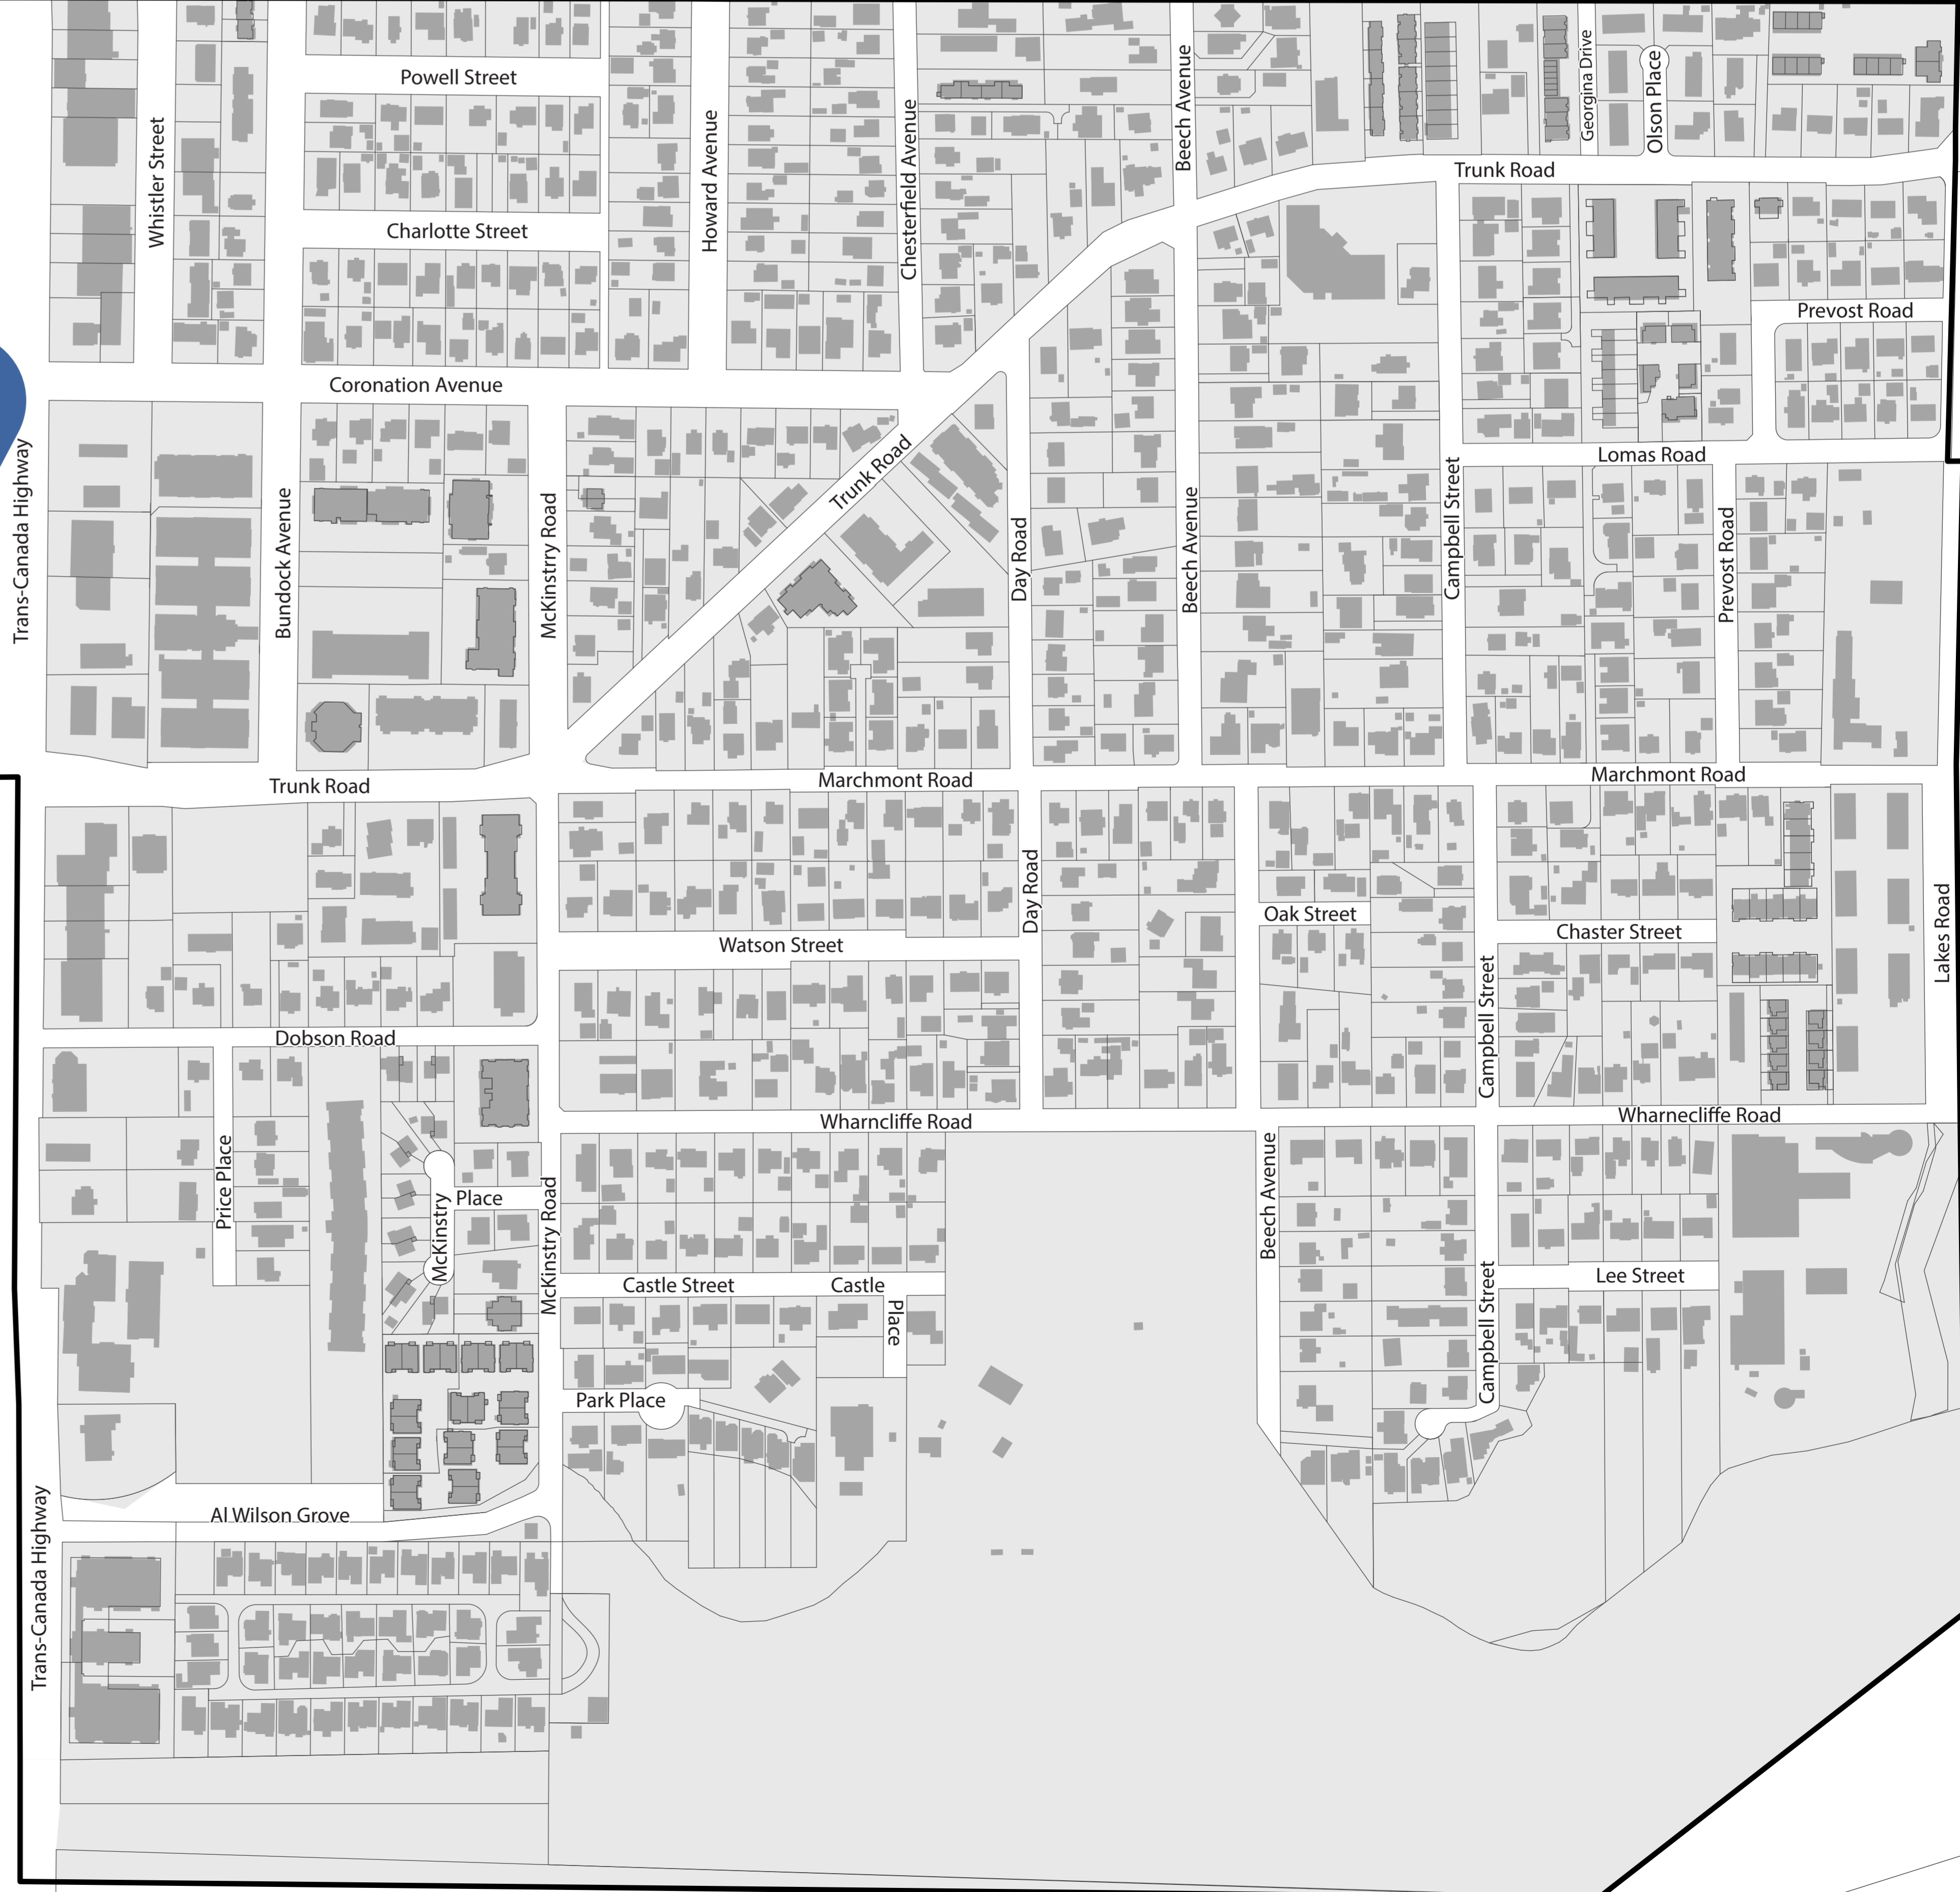 Powell Street
Georgina Drive
Olson Place
Beech Avenue
Whistler Street
Howard Avenue
Chesterfield Avenue
Trunk Road
Charlotte Street
Prevost Road
Coronation Avenue
Trunk Road
Lomas Road
Trans-Canada Highway
Bundock Avenue
McKinstry Road
Day Road
Beech Avenue
Campbell Street
Prevost Road
Trunk Road
Marchmont Road
Marchmont Road
Day Road
Oak Street
Watson Street
Chaster Street
Lakes Road
Campbell Street
Dobson Road
Wharncliffe Road
Wharnecliffe Road
Price Place
McKinstry
Place
McKinstry Road
Beech Avenue
Castle Street
Castle
Place
Lee Street
Campbell Street
Park Place
Al Wilson Grove
Trans-Canada Highway